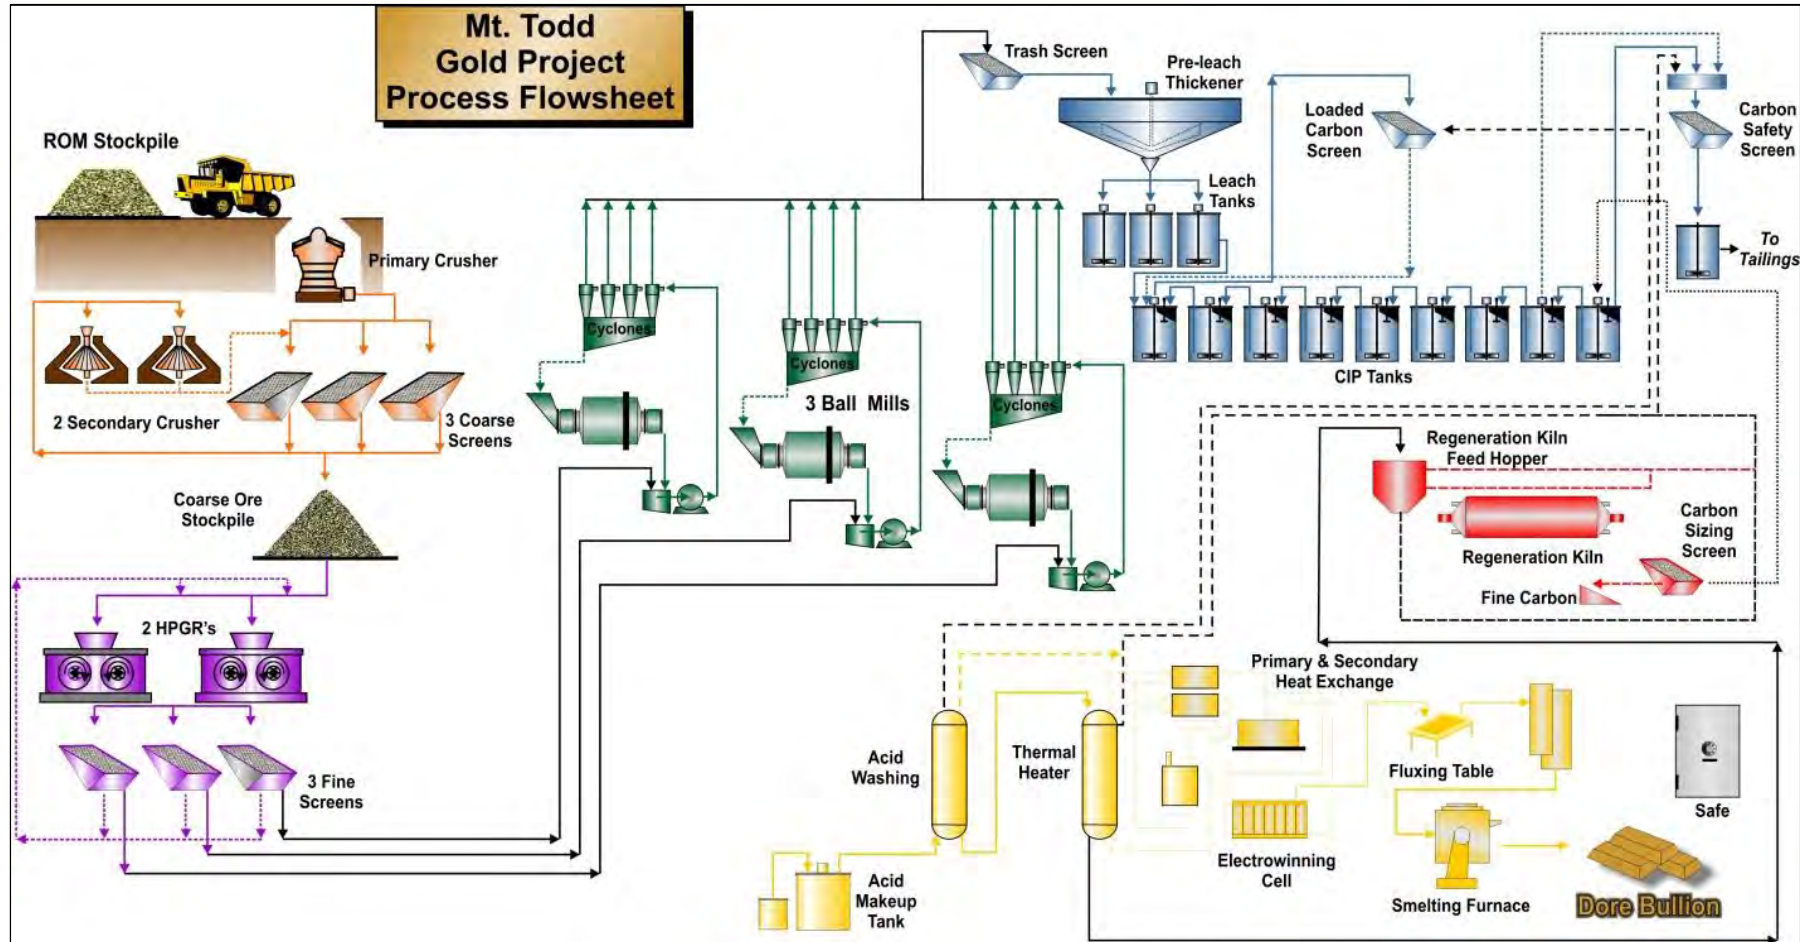 Mt. Todd
Gold Project
Process Flowsheet
ROM Stockpile
Primary Crusher
2 Secondary Crusher
3 Coarse
Screens
Coarse Ore
Stockpile
2 HPGR's
3 Fine
Screens
Cyclones
Cyclones
Cyclones
3 Ball Mills
Trash Screen
Pre-leach
Thickener
Leach
Tanks
Loaded
Carbon
Screen
Carbon
Safety
Screen
To
Tailings
CIP Tanks
Regeneration Kiln
Feed Hopper
Regeneration Kiln
Carbon
Sizing
Screen
Fine Carbon
Acid
Washing
Acid
Makeup
Tank
Thermal
Heater
Primary & Secondary
Heat Exchange
Electrowinning
Cell
Fluxing Table
Smelting Furnace
Safe
Dore Bullion